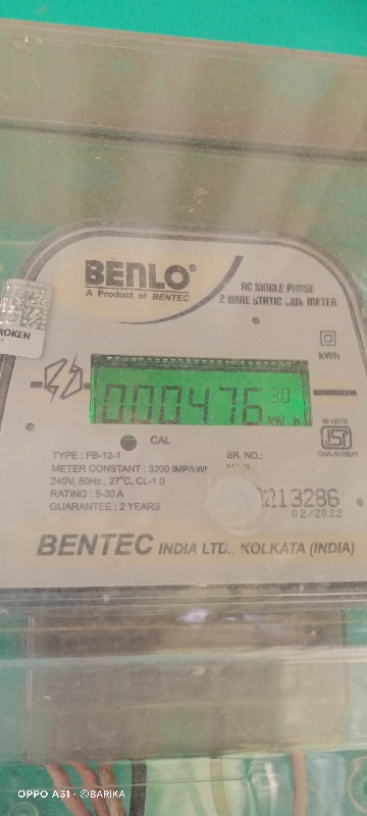 BENLO®
A Product of BENTEC
AC SINGLE PHASE
2 WIRE STATIC kWh METER
kWh
000476 30
kWh
CAL
TYPE : PB-12-1
METER CONSTANT : 3200 IMP/kWh
240V, 50Hz., 27°C, CL-1.0
RATING : 5-30 A
GUARANTEE : 2 YEARS
SR. NO.:
13286
02/2022
BENTEC INDIA LTD., KOLKATA (INDIA)
OPPO A31 · ©BARIKA